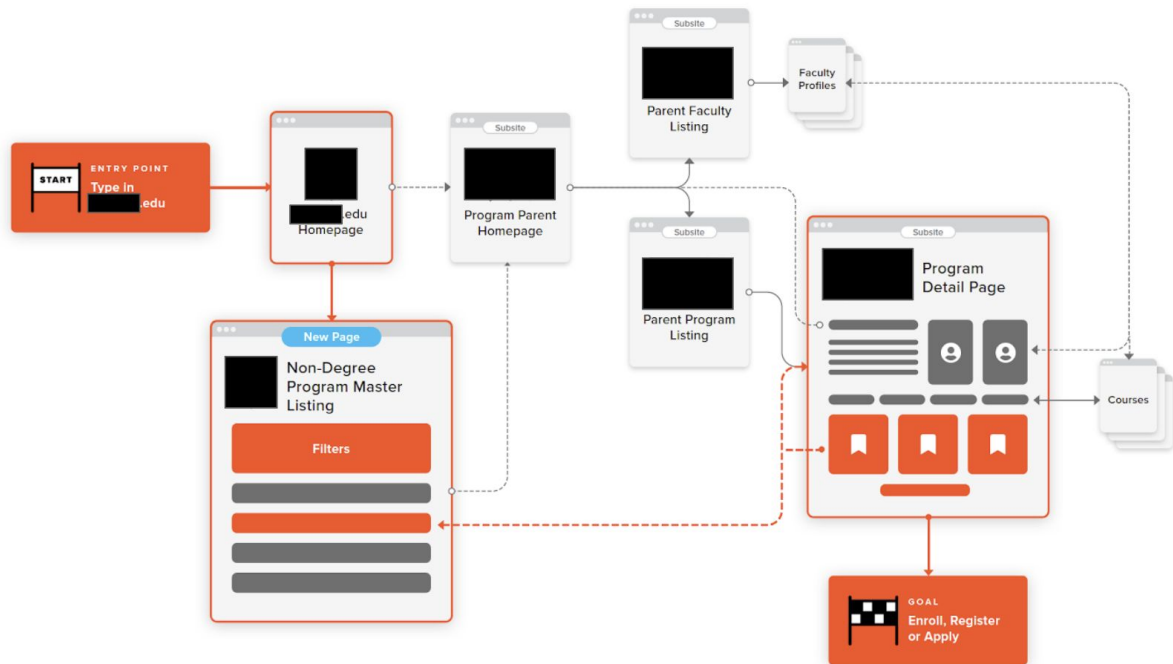 Subsite
Parent Faculty
Listing
Faculty
Profiles
START
ENTRY POINT
Type in
.edu
.edu
Homepage
Subsite
Program Parent
Homepage
Subsite
Parent Program
Listing
Subsite
Program
Detail Page
New Page
Non-Degree
Program Master
Listing
Filters
Courses
GOAL
Enroll, Register
or Apply